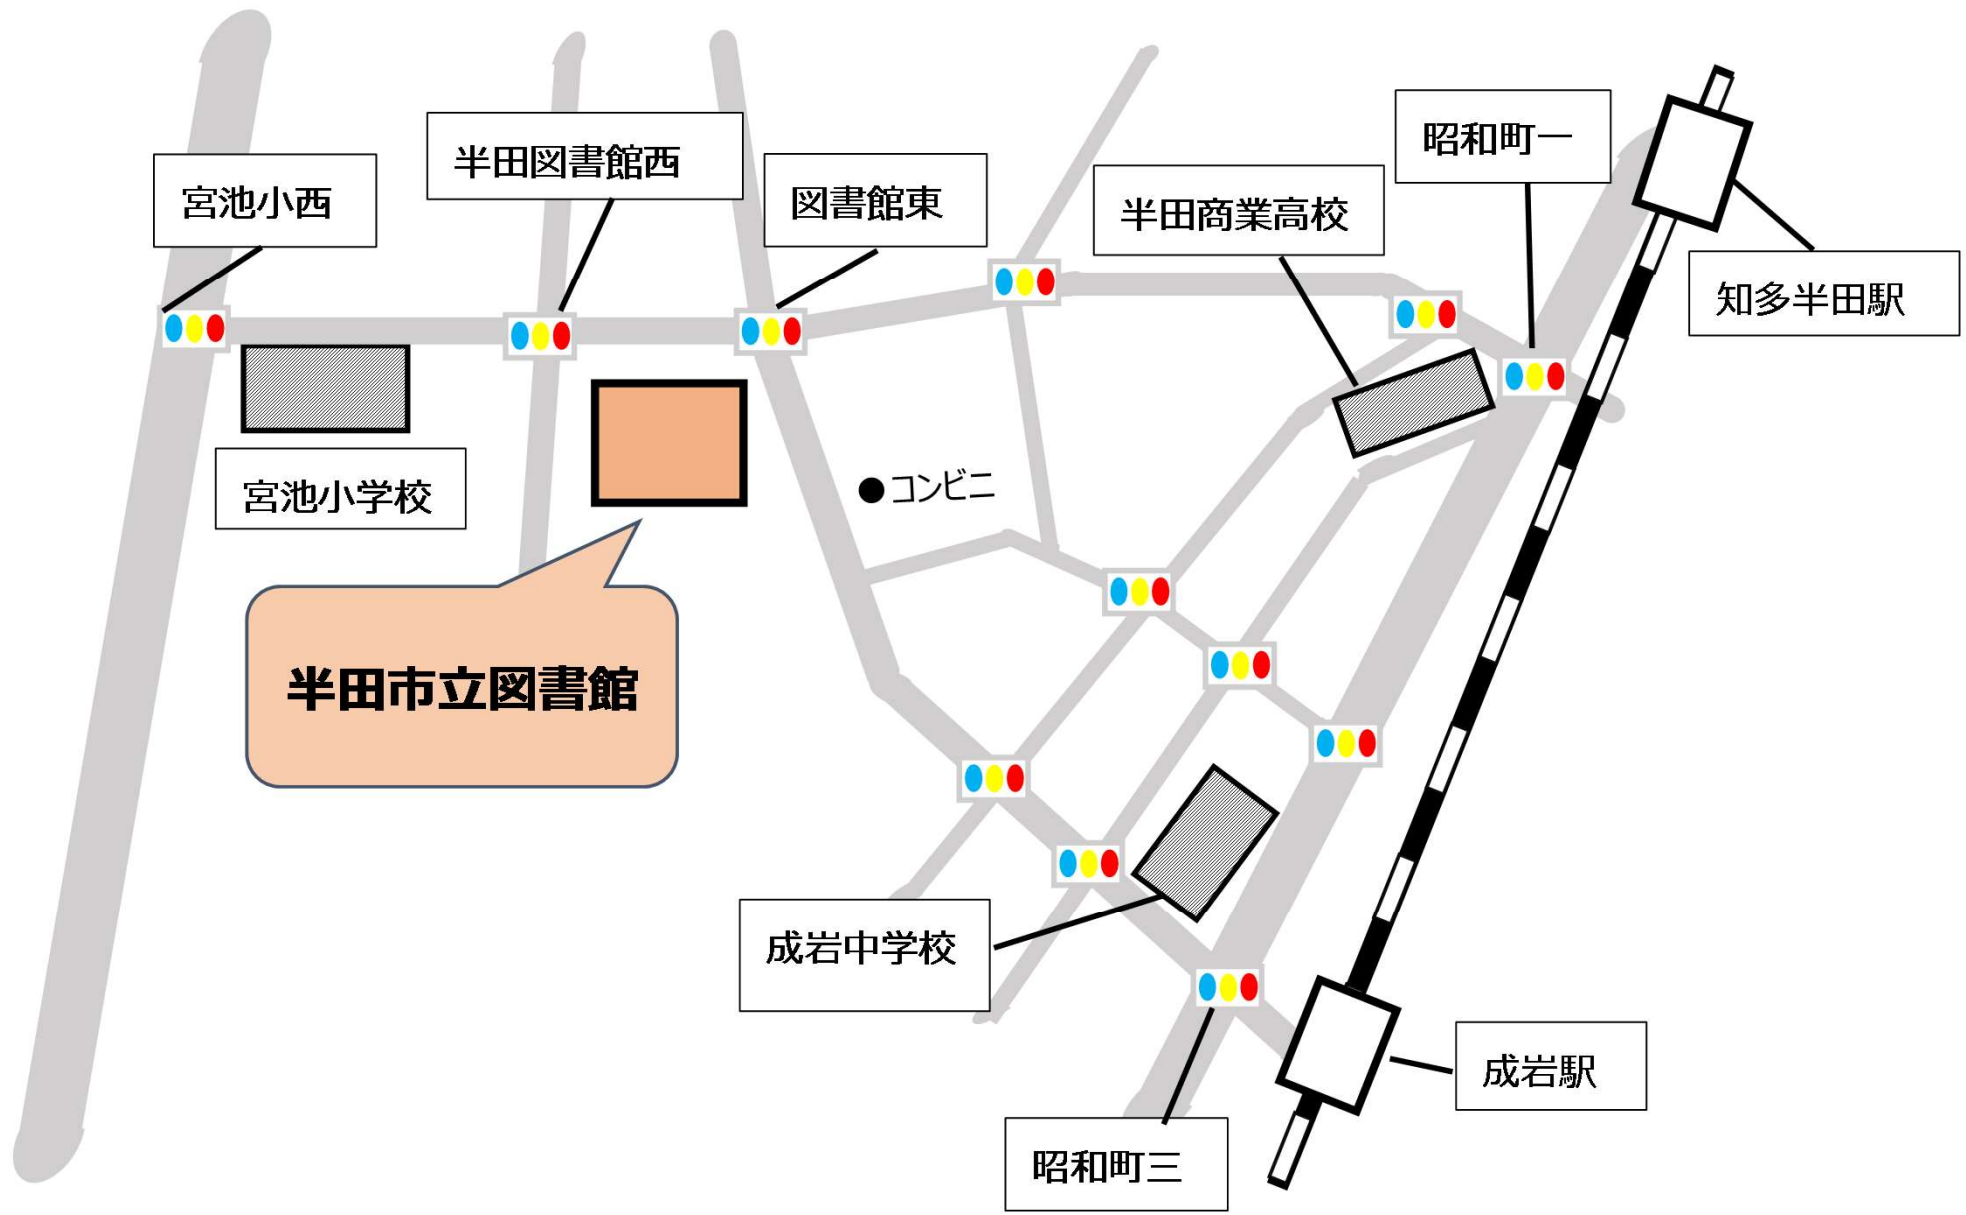 昭和町一
半田図書館西
宮池小西
図書館東
半田商業高校
知多半田駅
コンビニ
宮池小学校
半田市立図書館
成岩中学校
成岩駅
昭和町三